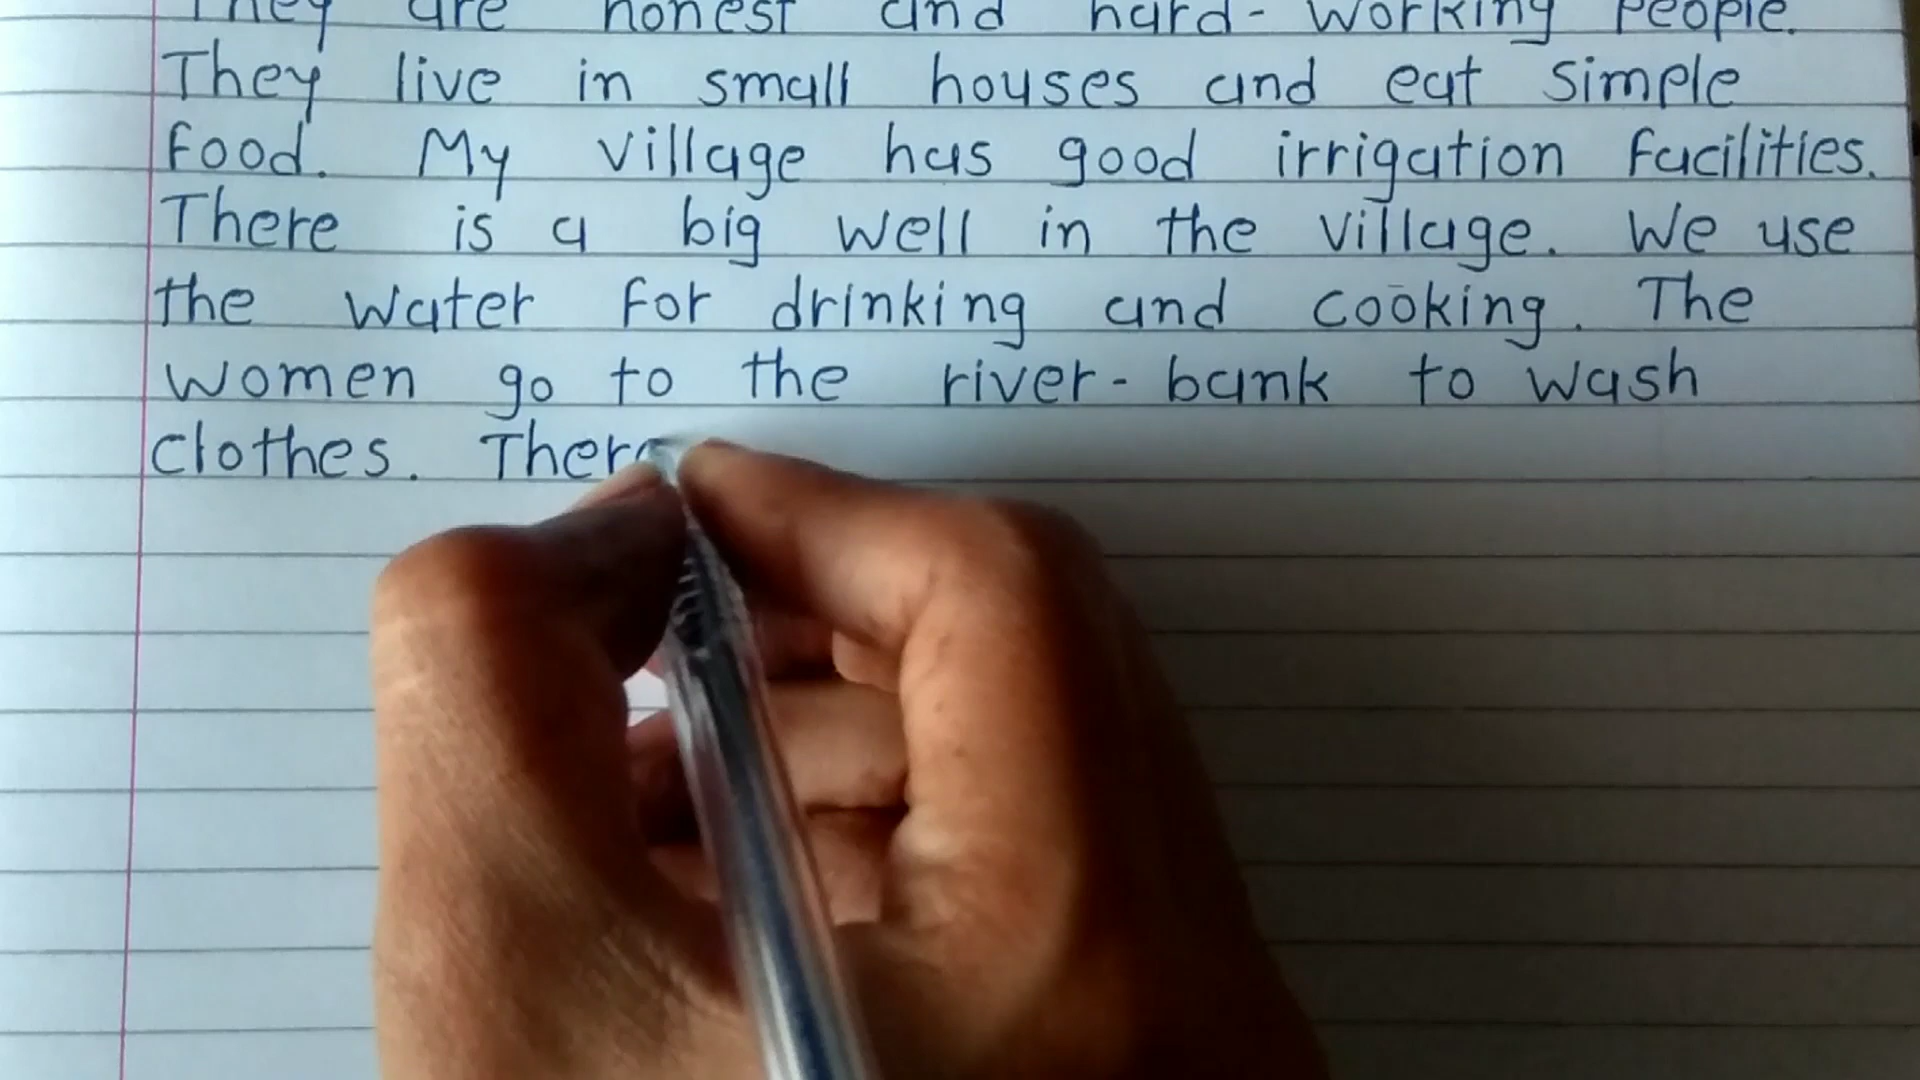 They are honest and hard-working people.
They live in small houses and eat simple
food. My village has good irrigation facilities.
There is a big well in the village. We use
the water for drinking and cooking. The
women go to the river-bank to wash
clothes. There